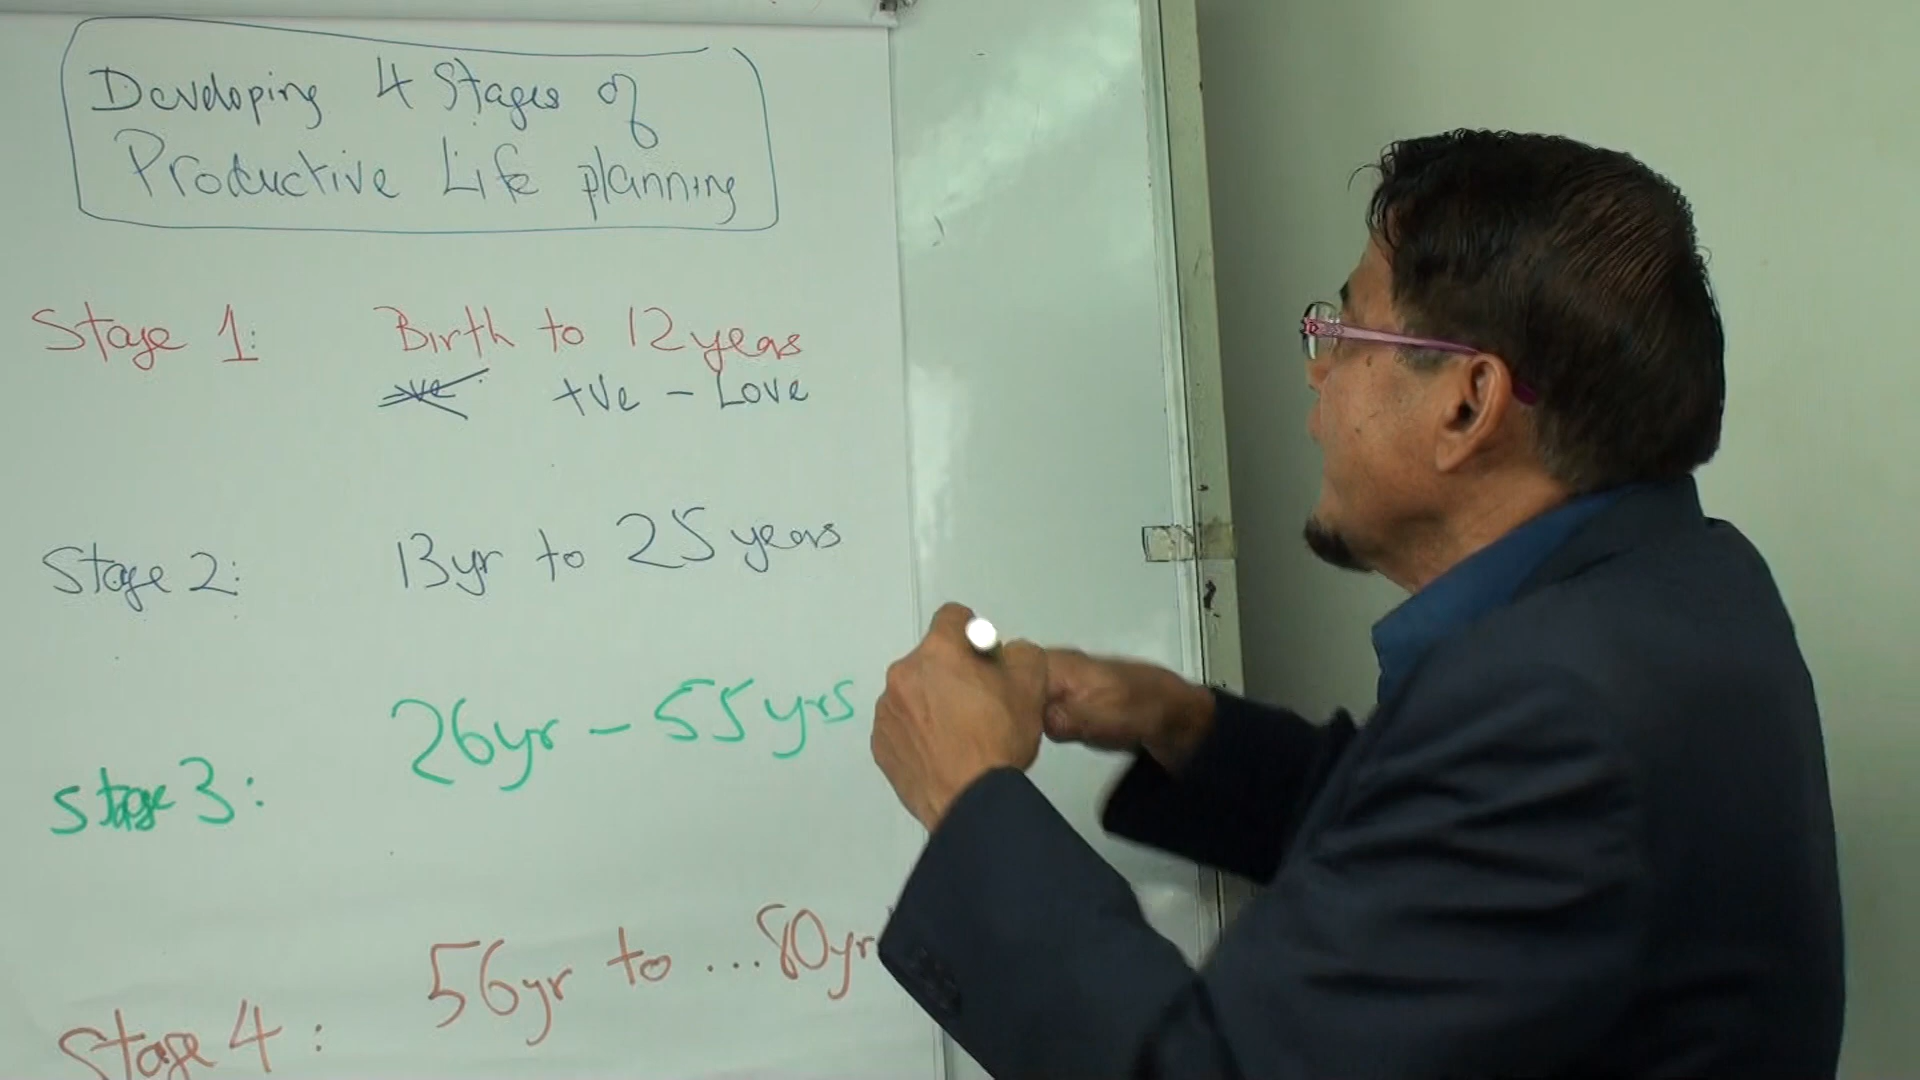 Developing 4 Stages of
Productive Life planning
Stage 1: Birth to 12 years
+ve - Love
Stage 2: 13yr to 25 years
Stage 3: 26yr - 55yrs
Stage 4: 56yr to ... 80yr